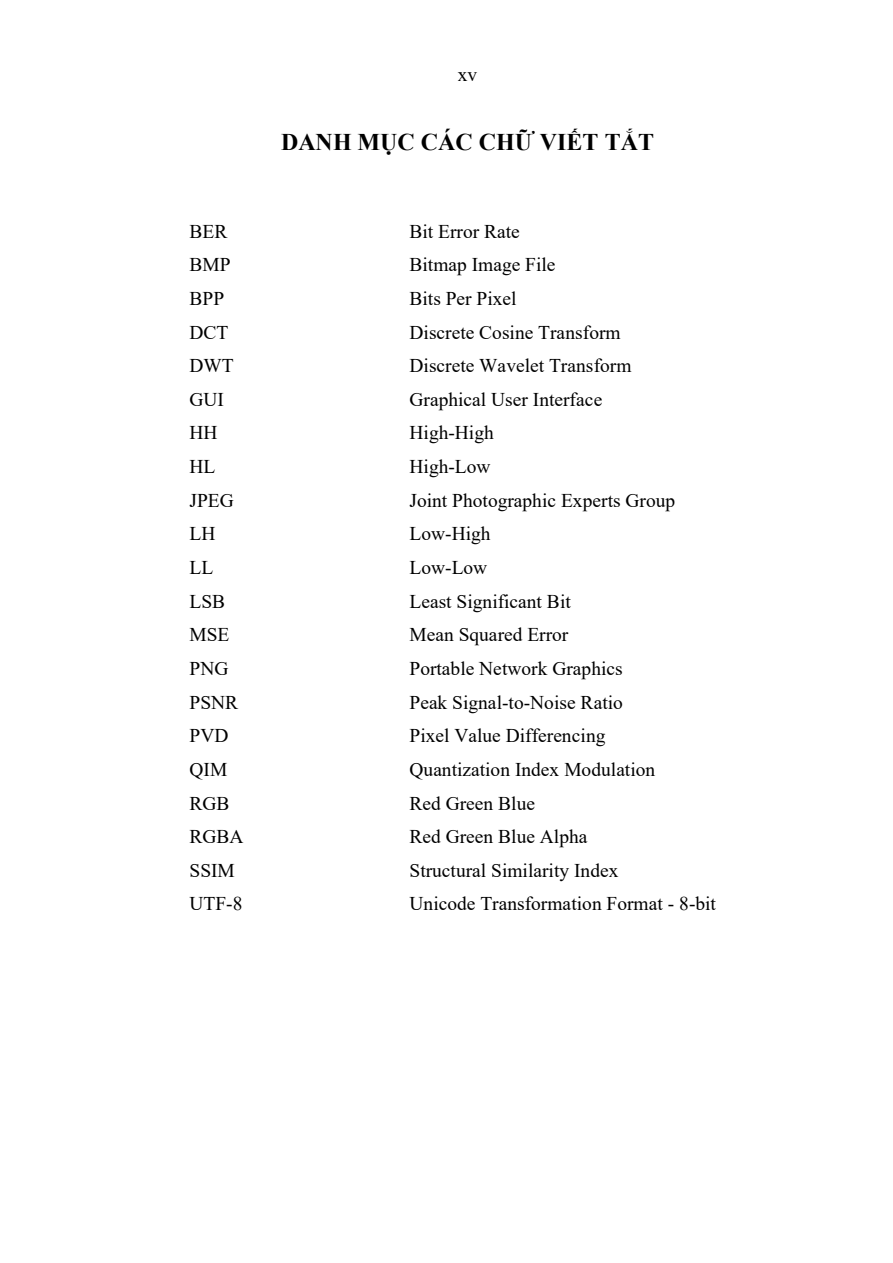 xv
DANH MỤC CÁC CHỮ VIẾT TẮT
BER Bit Error Rate
BMP Bitmap Image File
BPP Bits Per Pixel
DCT Discrete Cosine Transform
DWT Discrete Wavelet Transform
GUI Graphical User Interface
HH High-High
HL High-Low
JPEG Joint Photographic Experts Group
LH Low-High
LL Low-Low
LSB Least Significant Bit
MSE Mean Squared Error
PNG Portable Network Graphics
PSNR Peak Signal-to-Noise Ratio
PVD Pixel Value Differencing
QIM Quantization Index Modulation
RGB Red Green Blue
RGBA Red Green Blue Alpha
SSIM Structural Similarity Index
UTF-8 Unicode Transformation Format - 8-bit